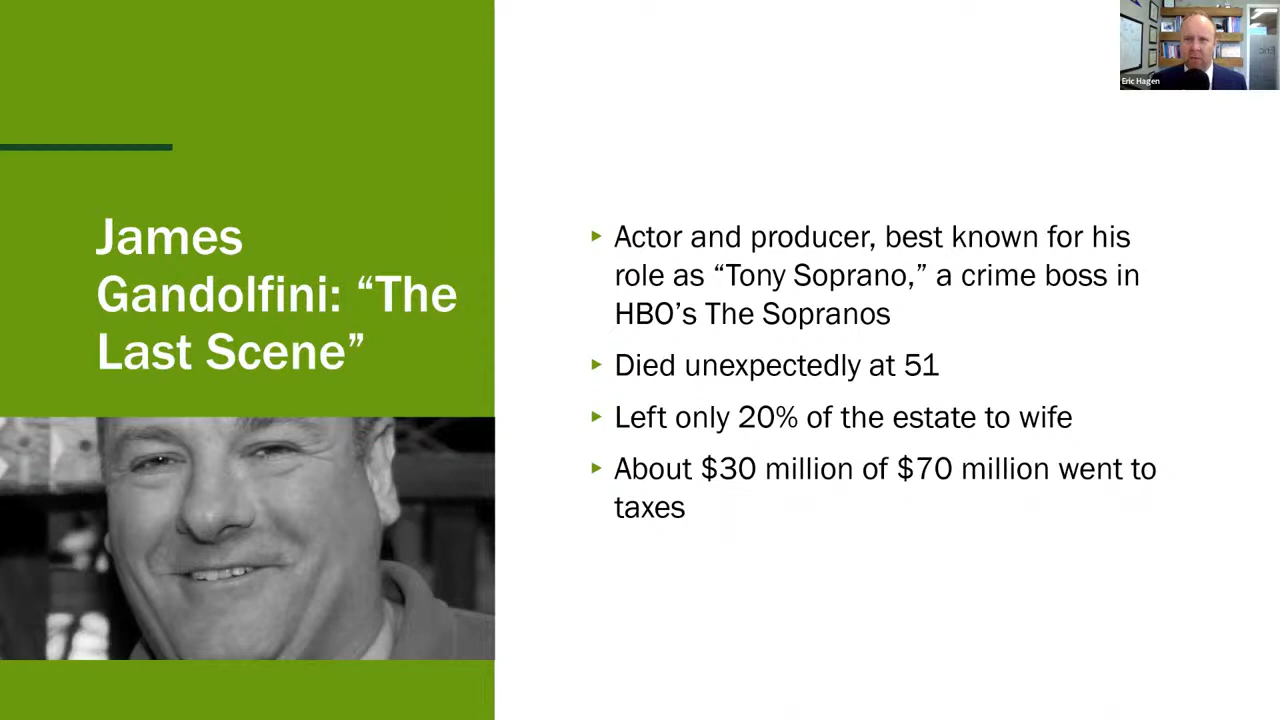 Eric Hagen
James
Gandolfini: “The
Last Scene”
Actor and producer, best known for his
role as “Tony Soprano,” a crime boss in
HBO’s The Sopranos
Died unexpectedly at 51
Left only 20% of the estate to wife
About $30 million of $70 million went to
taxes